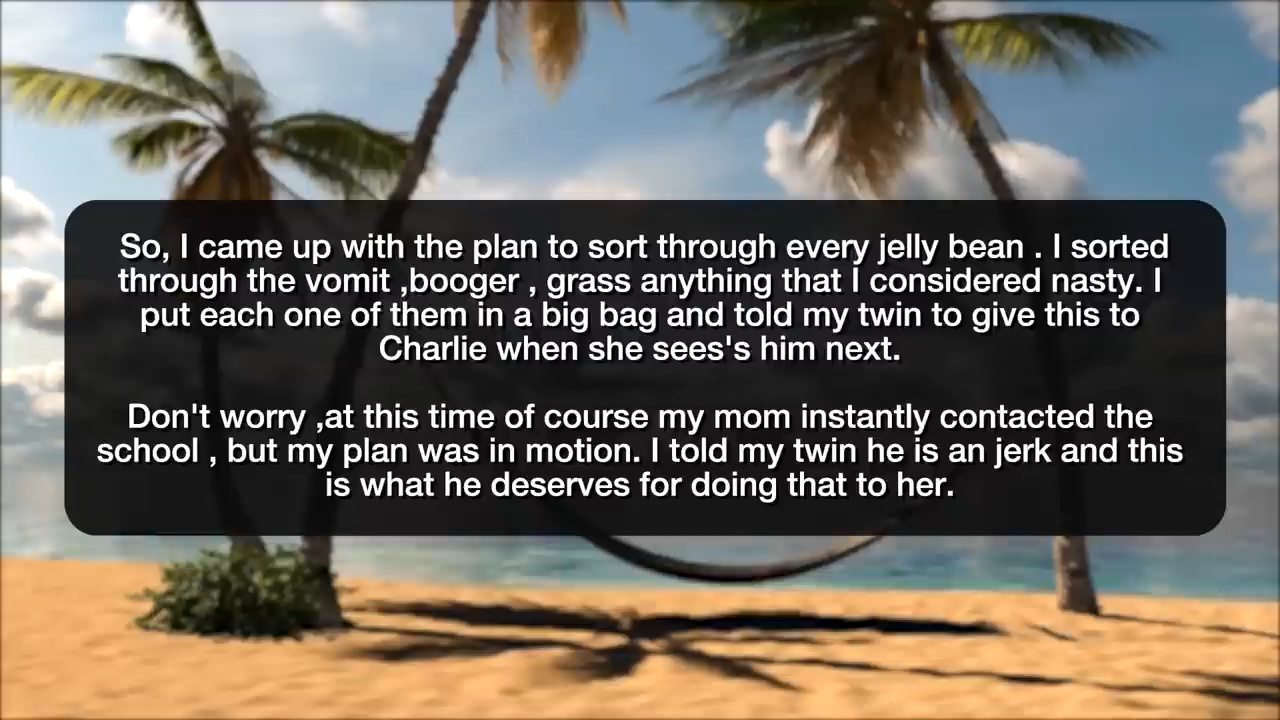 So, I came up with the plan to sort through every jelly bean . I sorted
through the vomit ,booger , grass anything that I considered nasty. I
put each one of them in a big bag and told my twin to give this to
Charlie when she sees's him next.
Don't worry ,at this time of course my mom instantly contacted the
school , but my plan was in motion. I told my twin he is an jerk and this
is what he deserves for doing that to her.